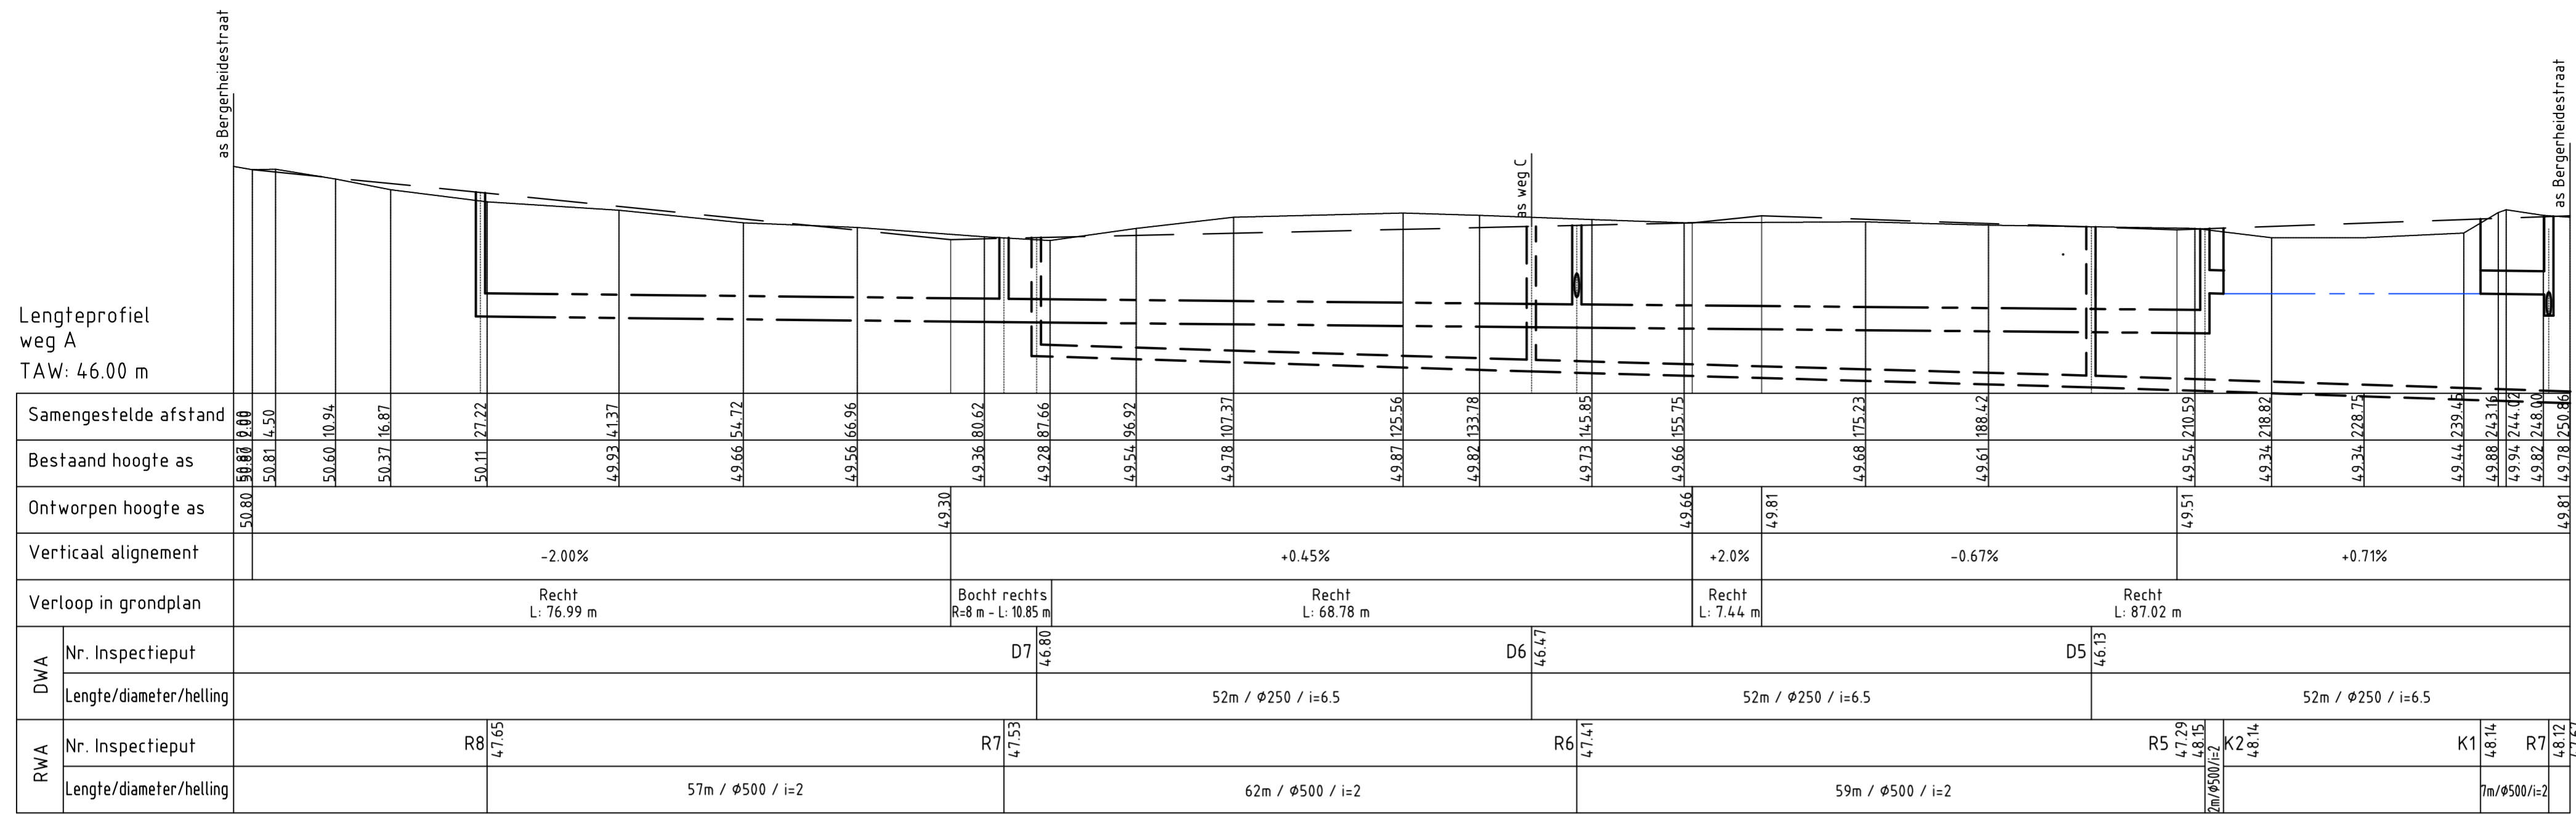 as Bergerheidestraat
as weg C
as Bergerheidestraat
Lengteprofiel
weg A
TAW: 46.00 m
Samengestelde afstand 0.00 2.00 4.50 10.94 16.87 27.22 41.37 54.72 66.96 80.62 87.66 96.92 107.37 125.56 133.78 145.85 155.75 175.23 188.42 210.59 218.82 228.75 239.45 243.16 244.02 248.00 250.86
Bestaand hoogte as 50.81 50.60 50.37 50.11 49.93 49.66 49.56 49.36 49.28 49.54 49.78 49.87 49.82 49.73 49.66 49.68 49.61 49.54 49.34 49.34 49.44 49.88 49.94 49.82 49.78
Ontworpen hoogte as 50.80 49.30 49.66 49.81 49.51 49.81
Verticaal alignement -2.00% +0.45% +2.0% -0.67% +0.71%
Verloop in grondplan
Recht
L: 76.99 m
Bocht rechts
R=8 m - L: 10.85 m
Recht
L: 68.78 m
Recht
L: 7.44 m
Recht
L: 87.02 m
DWA
Nr. Inspectieput D7 46.80 D6 46.47 D5 46.13
Lengte/diameter/helling 52m / Ø250 / i=6.5 52m / Ø250 / i=6.5 52m / Ø250 / i=6.5
RWA
Nr. Inspectieput R8 47.65 R7 47.53 R6 47.41 R5 47.29 48.15 K2 48.14 K1 48.14 R7 48.12
Lengte/diameter/helling 57m / Ø500 / i=2 62m / Ø500 / i=2 59m / Ø500 / i=2 2m/Ø500/i=2 7m/Ø500/i=2